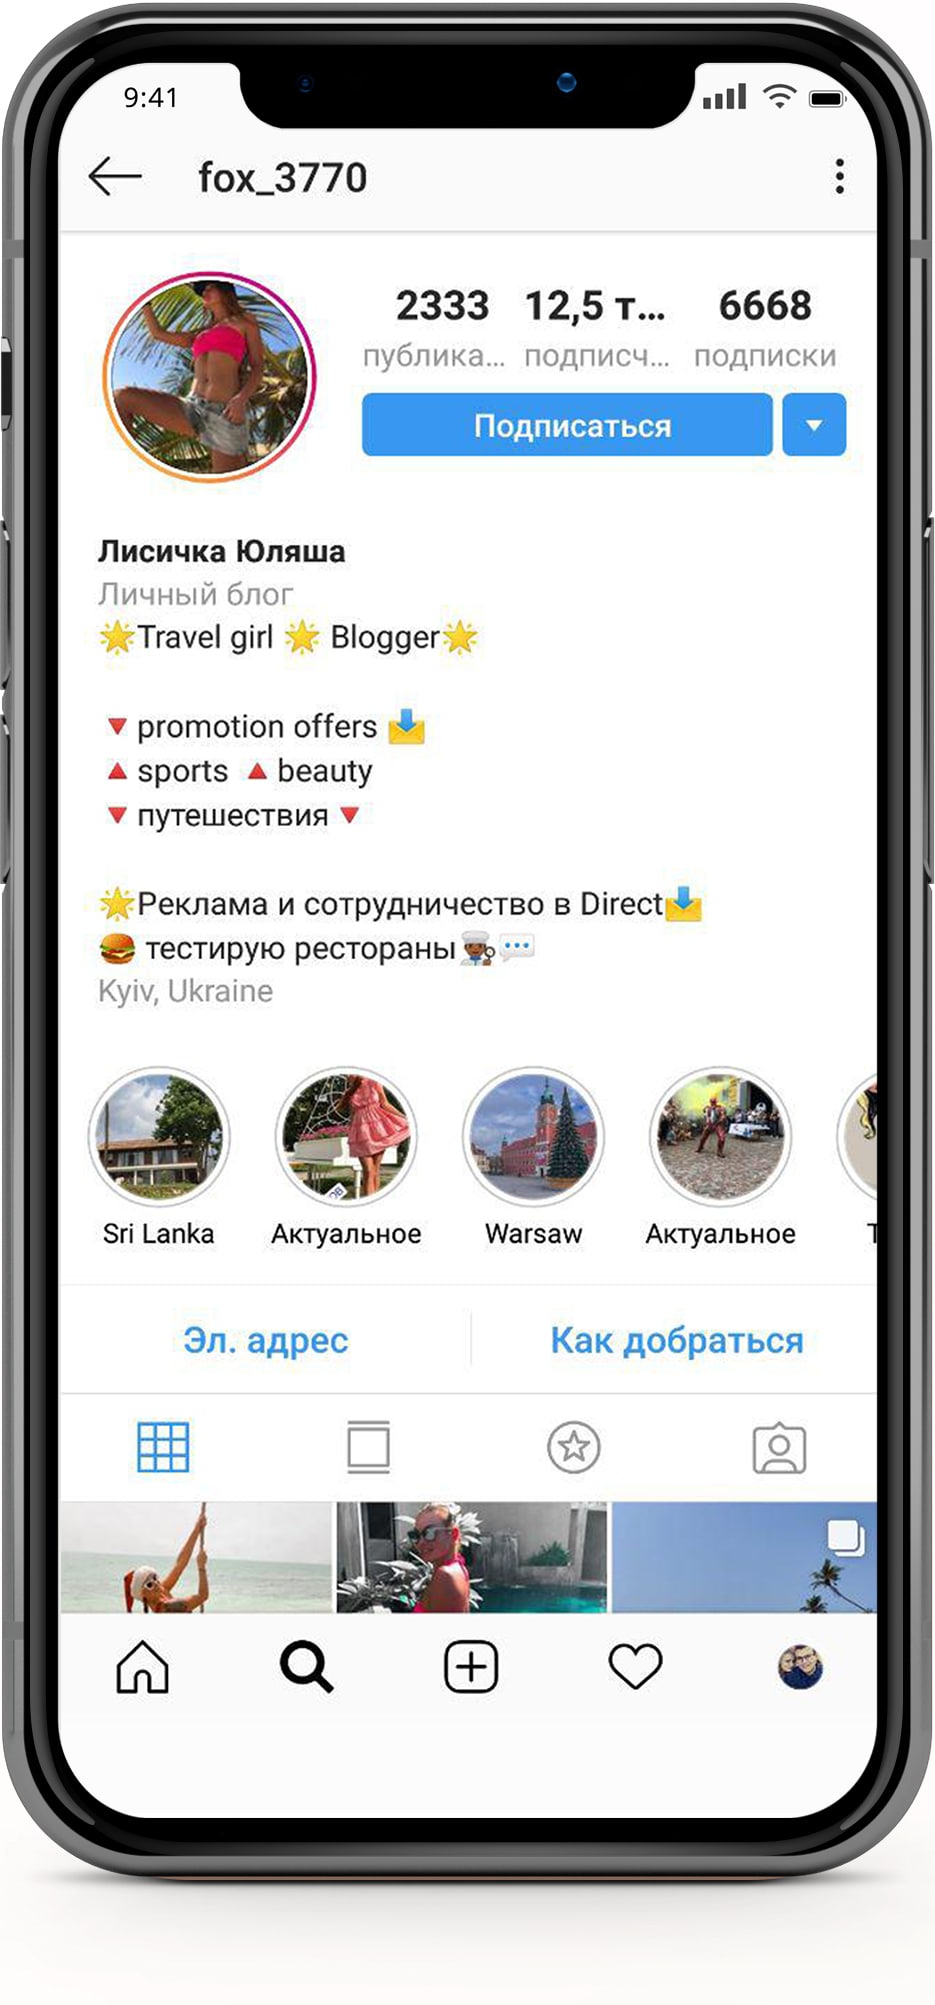 9:41
fox_3770
2333 12,5 т... 6668
публика... подписч... подписки
Подписаться
Лисичка Юляша
Личный блог
🌟Travel girl 🌟 Blogger🌟
🔻promotion offers 📩
🔺sports 🔺beauty
🔻путешествия🔻
🌟Реклама и сотрудничество в Direct📩
🍔 тестирую рестораны👨🏾‍🍳💬
Kyiv, Ukraine
Sri Lanka Актуальное Warsaw Актуальное
Эл. адрес Как добраться